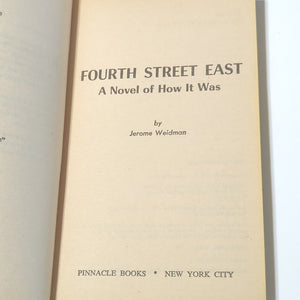 FOURTH STREET EAST
A Novel of How It Was
by
Jerome Weidman
PINNACLE BOOKS • NEW YORK CITY